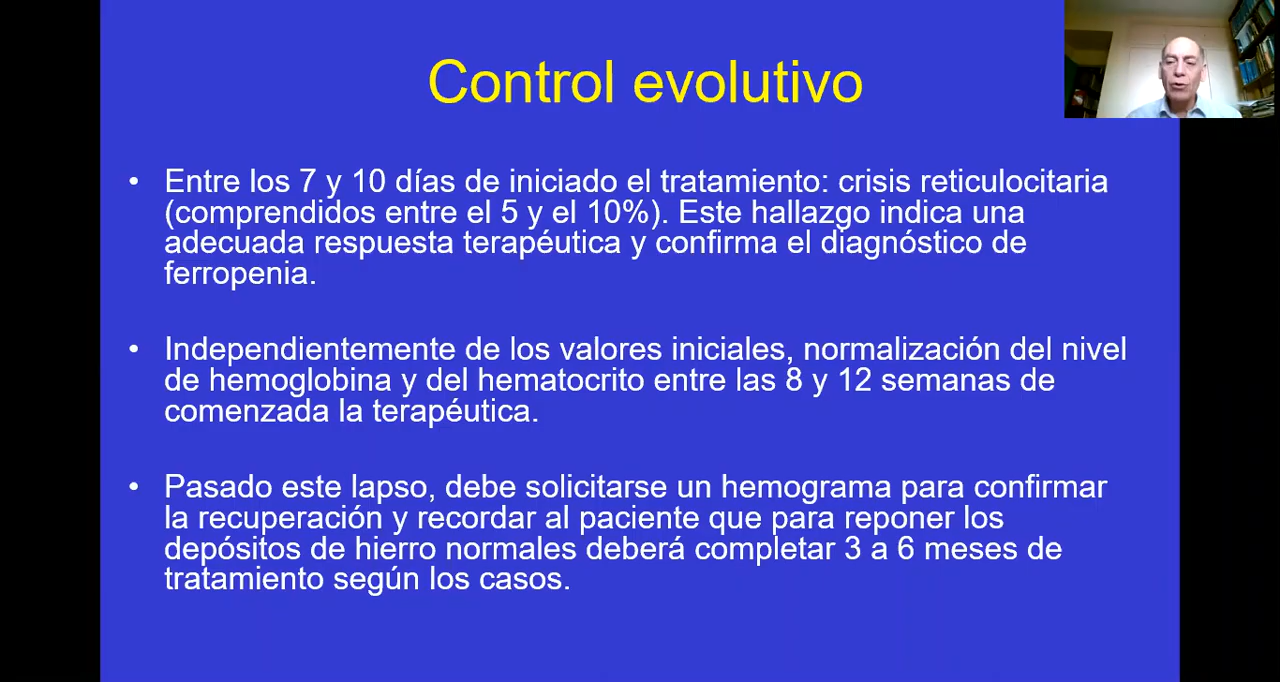 Control evolutivo
• Entre los 7 y 10 días de iniciado el tratamiento: crisis reticulocitaria
(comprendidos entre el 5 y el 10%). Este hallazgo indica una
adecuada respuesta terapéutica y confirma el diagnóstico de
ferropenia.
• Independientemente de los valores iniciales, normalización del nivel
de hemoglobina y del hematocrito entre las 8 y 12 semanas de
comenzada la terapéutica.
• Pasado este lapso, debe solicitarse un hemograma para confirmar
la recuperación y recordar al paciente que para reponer los
depósitos de hierro normales deberá completar 3 a 6 meses de
tratamiento según los casos.